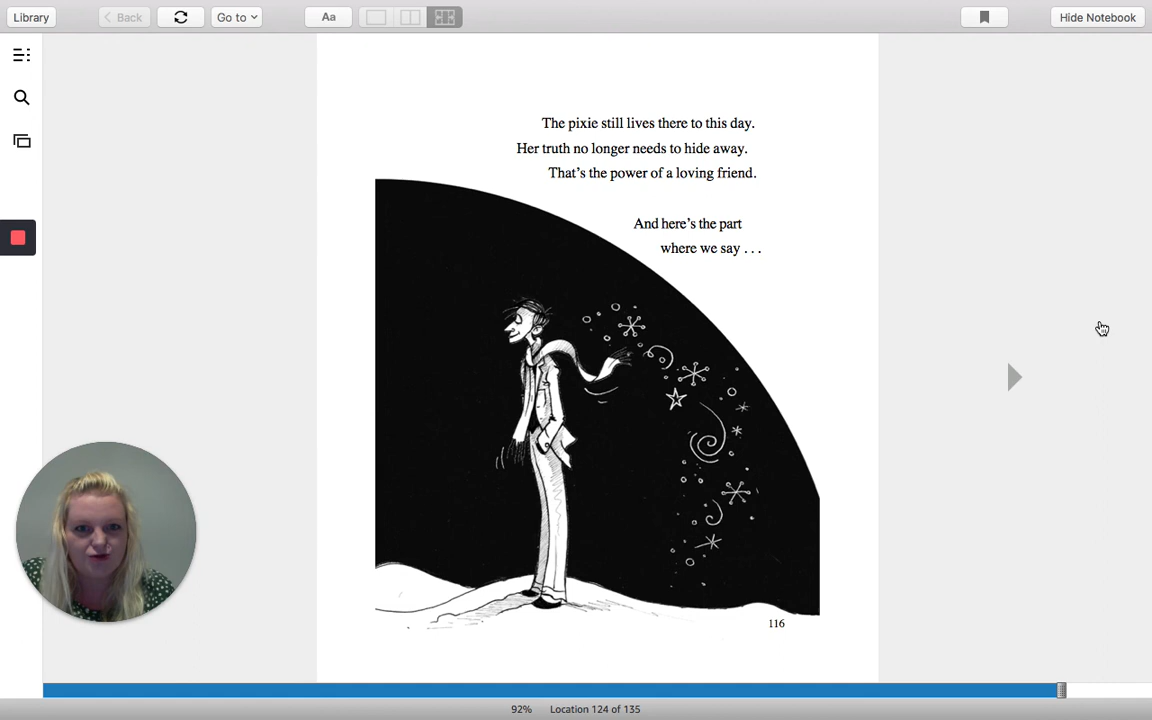 Library
Back
Go to
Aa
Hide Notebook
The pixie still lives there to this day.
Her truth no longer needs to hide away.
That's the power of a loving friend.
And here's the part
where we say . . .
116
92%
Location 124 of 135